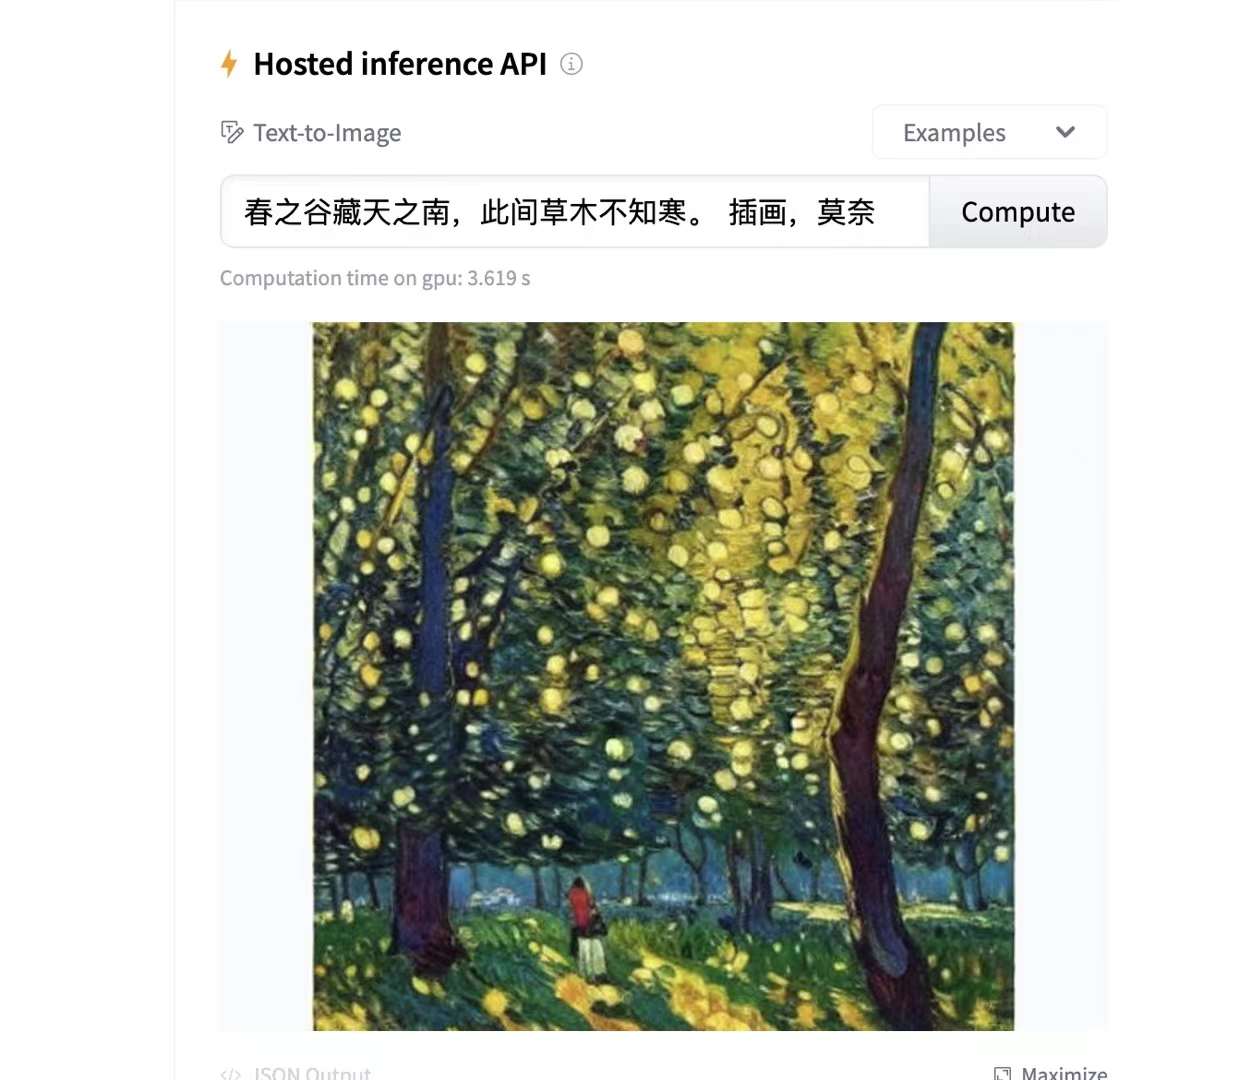 Hosted inference API
Text-to-Image
Examples
春之谷藏天之南，此间草木不知寒。 插画，莫奈
Compute
Computation time on gpu: 3.619 s
JSON Output
Maximize